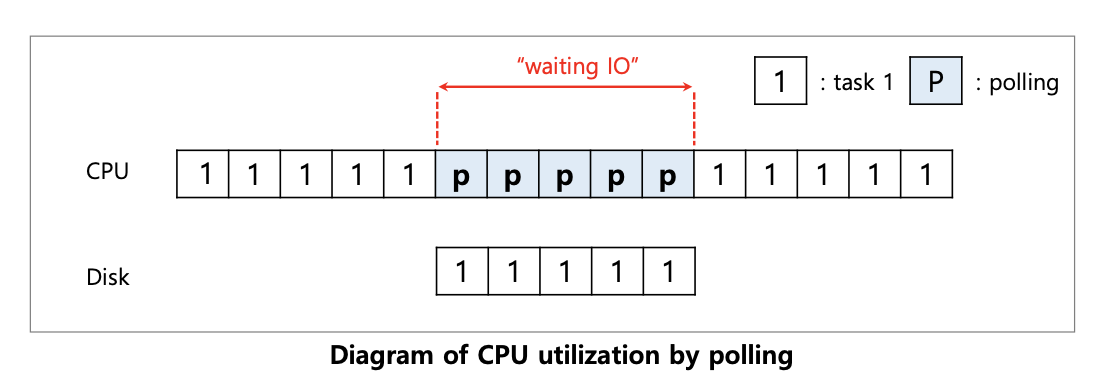 "waiting IO"
1 : task 1 P : polling
CPU 1 1 1 1 1 p p p p p 1 1 1 1 1
Disk 1 1 1 1 1
Diagram of CPU utilization by polling